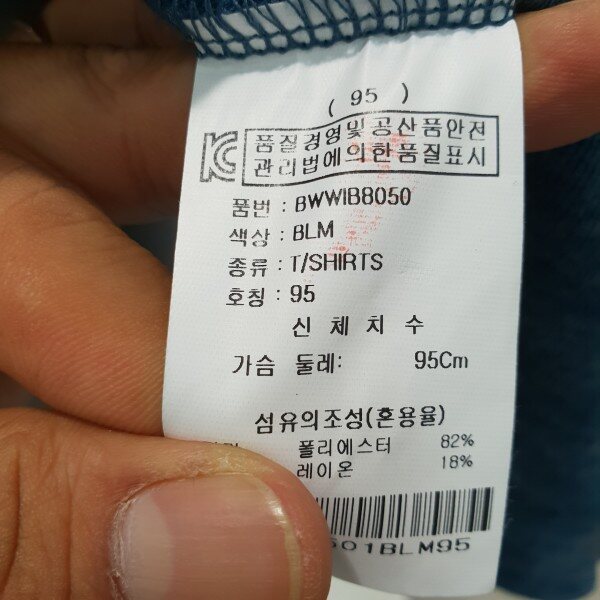 ( 95 )
품질경영및공산품안전
관리법에의한품질표시
품번 : BWWIB8050
색상 : BLM
종류 : T/SHIRTS
호칭 : 95
신 체 치 수
가슴 둘레: 95Cm
섬유의조성(혼용율)
폴리에스터 82%
레이온 18%
601BLM95